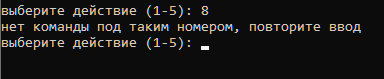 выберите действие (1-5): 8
нет команды под таким номером, повторите ввод
выберите действие (1-5):